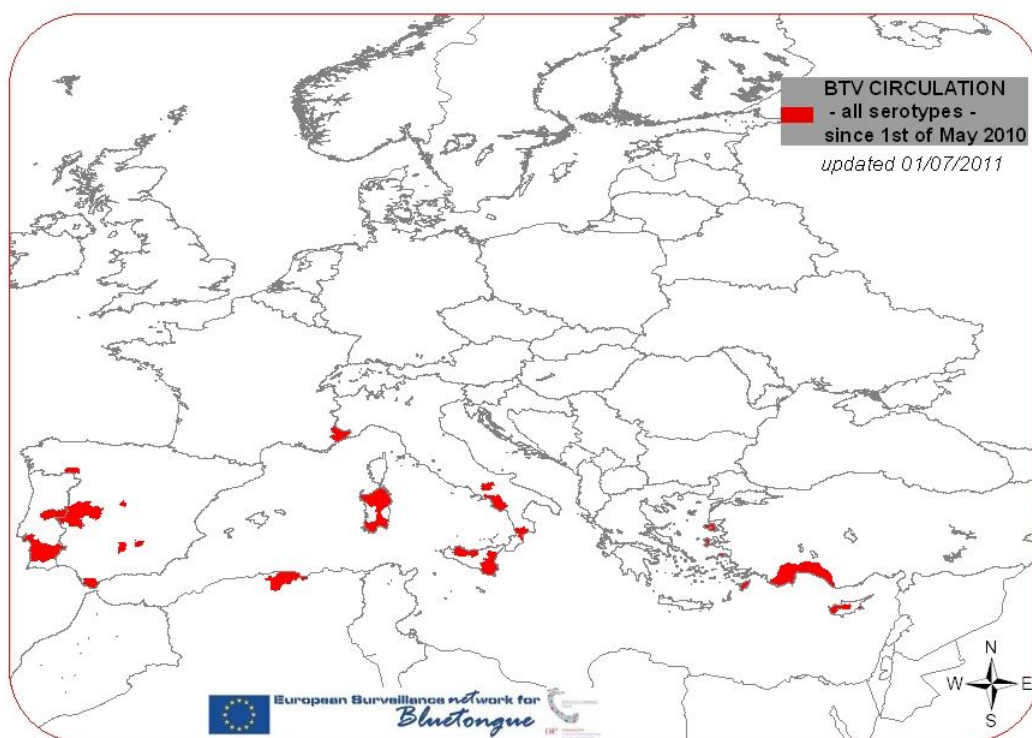 BTV CIRCULATION
- all serotypes -
since 1st of May 2010
updated 01/07/2011
N
W E
S
European Surveillance network for
Bluetongue